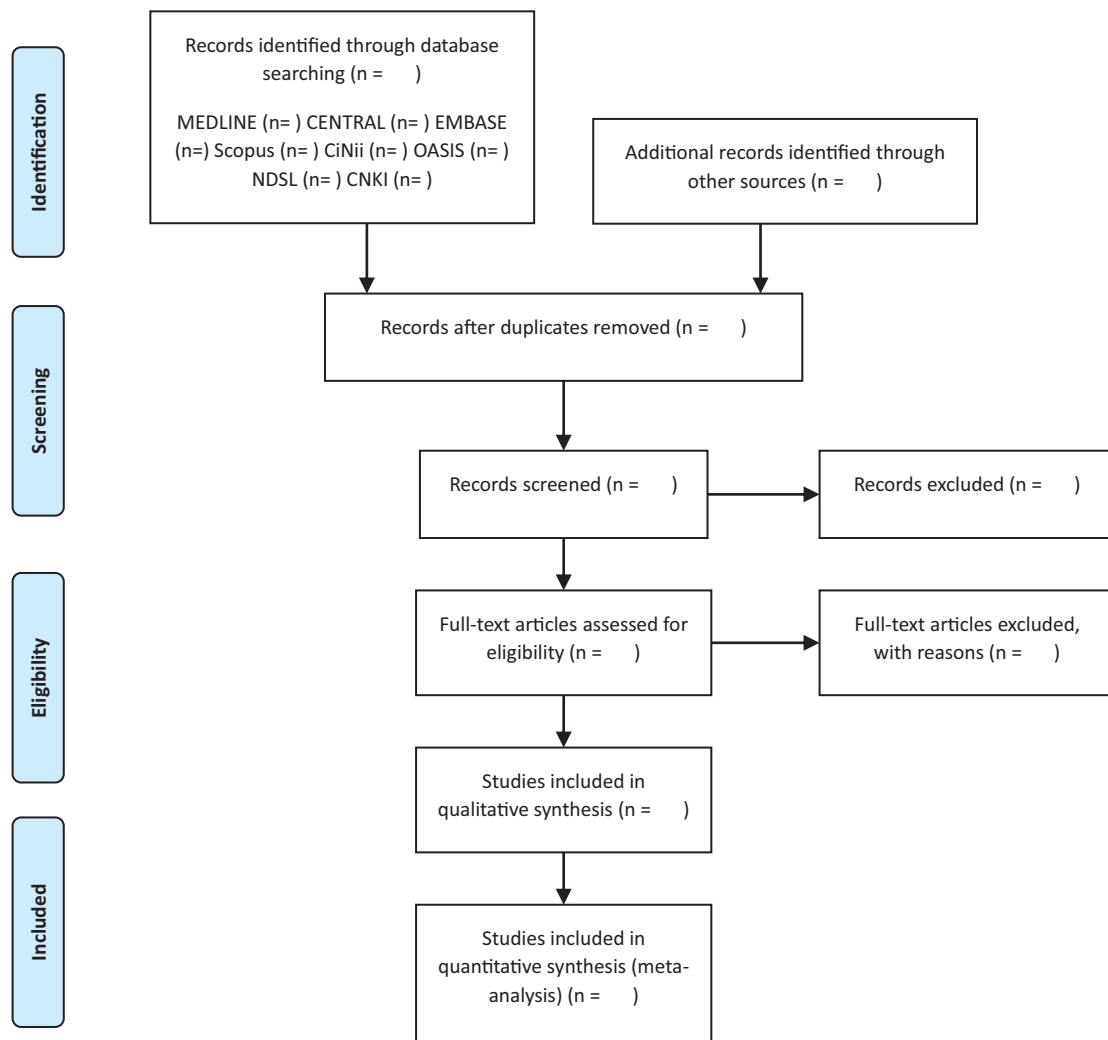 Identification
Records identified through database
searching (n =      )
MEDLINE (n= ) CENTRAL (n= ) EMBASE
(n=) Scopus (n= ) CiNii (n= ) OASIS (n= )
NDSL (n= ) CNKI (n= )
Additional records identified through
other sources (n =      )
Screening
Records after duplicates removed (n =      )
Records screened (n =      )
Records excluded (n =      )
Eligibility
Full-text articles assessed for
eligibility (n =      )
Full-text articles excluded,
with reasons (n =      )
Studies included in
qualitative synthesis (n =      )
Included
Studies included in
quantitative synthesis (meta-
analysis) (n =      )